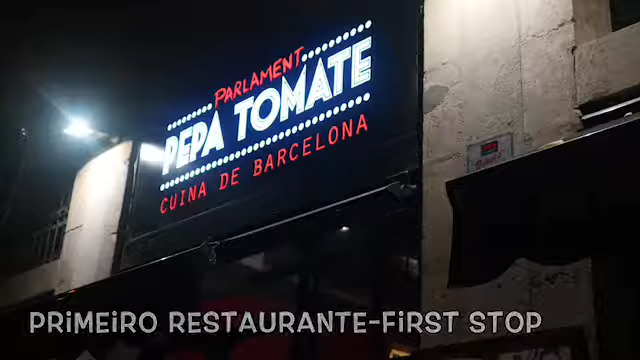 PARLAMENT
PEPA TOMATE
CUINA DE BARCELONA
PRiMEiRO RESTAURANTE-FiRST STOP